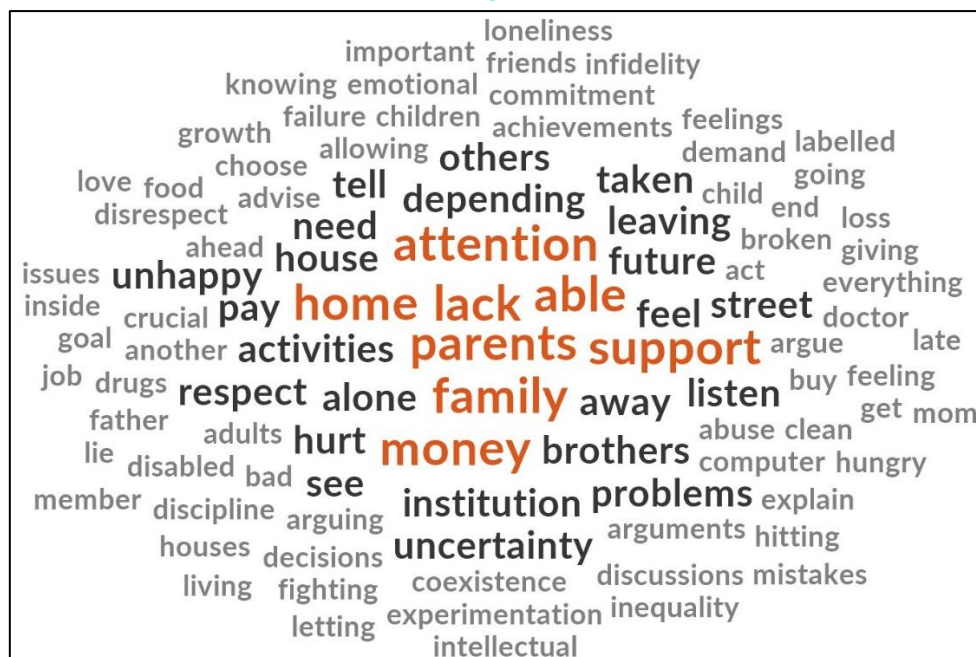 loneliness
important friends infidelity
knowing emotional commitment
failure children achievements feelings
growth allowing others demand labelled
choose tell depending taken child going
love food advise need attention leaving end loss
disrespect house future broken giving
ahead unhappy able act everything
issues pay home lack feel street doctor
inside crucial parents support argue late
goal another activities family away listen buy feeling
job drugs respect alone get mom
father adults hurt money brothers abuse clean
lie disabled bad see computer hungry
member discipline institution problems explain
arguing uncertainty arguments hitting
houses decisions coexistence discussions mistakes
living fighting experimentation inequality
letting intellectual